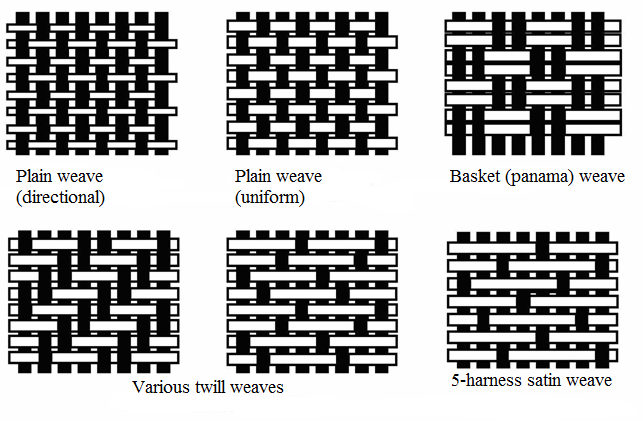 Plain weave
(directional)
Plain weave
(uniform)
Basket (panama) weave
Various twill weaves
5-harness satin weave